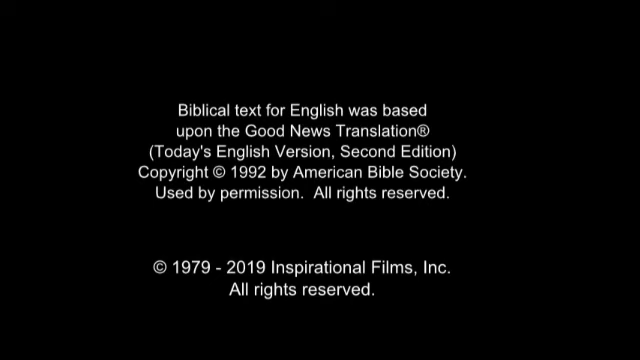 Biblical text for English was based
upon the Good News Translation®
(Today's English Version, Second Edition)
Copyright © 1992 by American Bible Society.
Used by permission.  All rights reserved.
© 1979 - 2019 Inspirational Films, Inc.
All rights reserved.